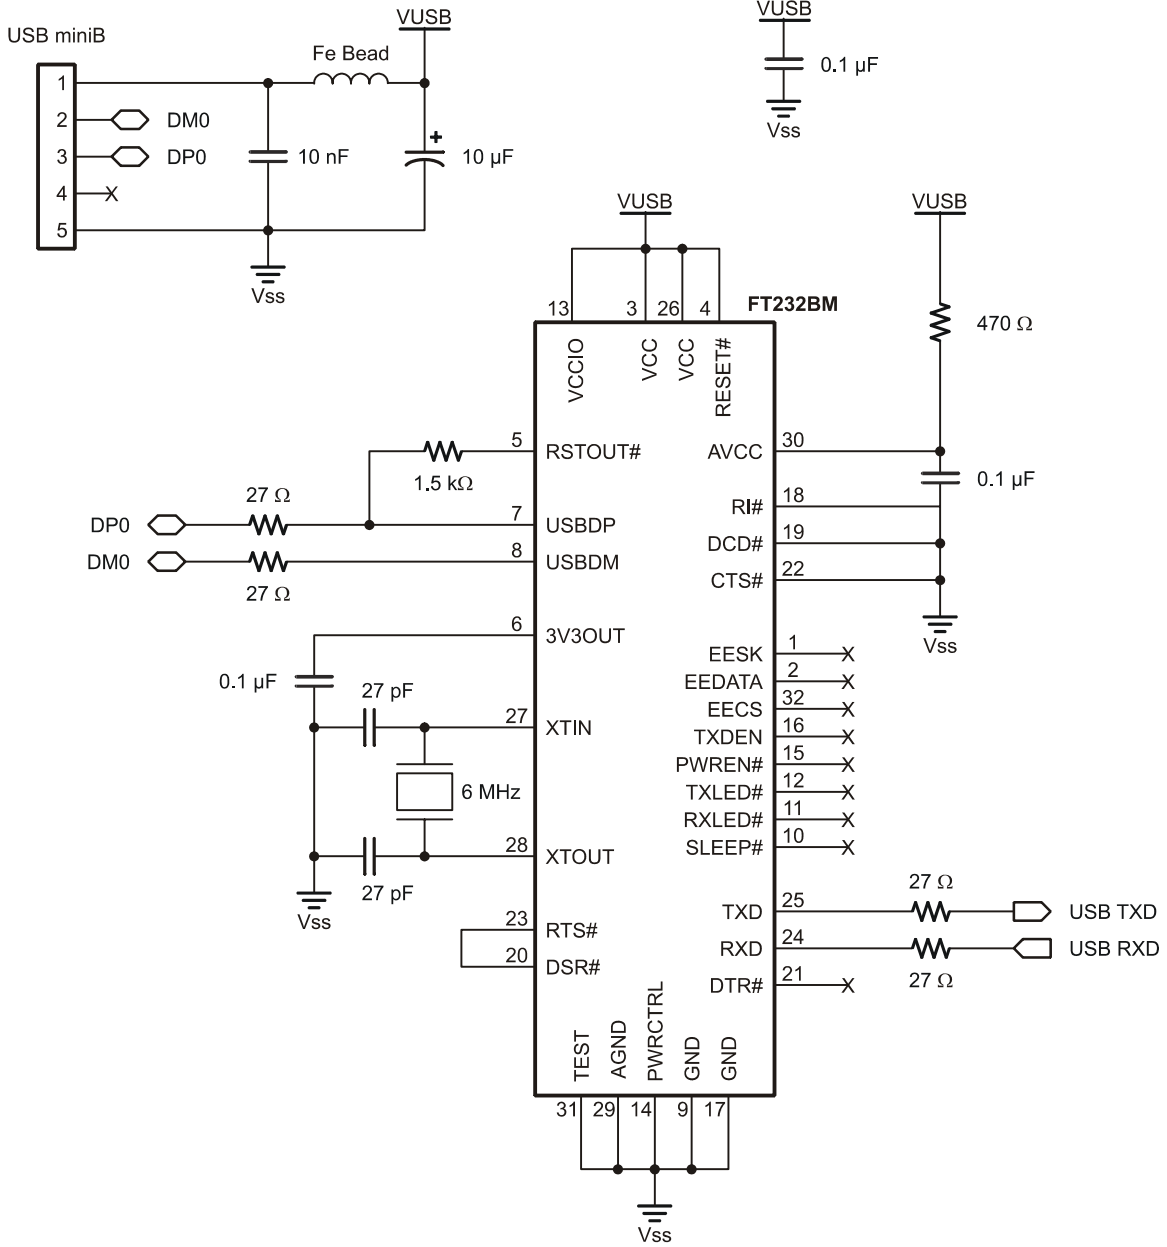 USB miniB
VUSB
Fe Bead
1
2 DM0
3 DP0
4 X
5
10 nF
+
10 µF
Vss
VUSB
0.1 µF
Vss
VUSB
VUSB
FT232BM
13 3 26 4
VCCIO
VCC
VCC
RESET#
470 Ω
5 RSTOUT#
1.5 kΩ
27 Ω
DP0
7 USBDP
DM0
8 USBDM
27 Ω
6 3V3OUT
0.1 µF
27 pF
27 XTIN
6 MHz
28 XTOUT
27 pF
Vss
23 RTS#
20 DSR#
AVCC 30
0.1 µF
RI# 18
DCD# 19
CTS# 22
Vss
EESK 1 X
EEDATA 2 X
EECS 32 X
TXDEN 16 X
PWREN# 15 X
TXLED# 12 X
RXLED# 11 X
SLEEP# 10 X
27 Ω
TXD 25 USB TXD
RXD 24 USB RXD
27 Ω
DTR# 21 X
TEST
AGND
PWRCTRL
GND
GND
31 29 14 9 17
Vss